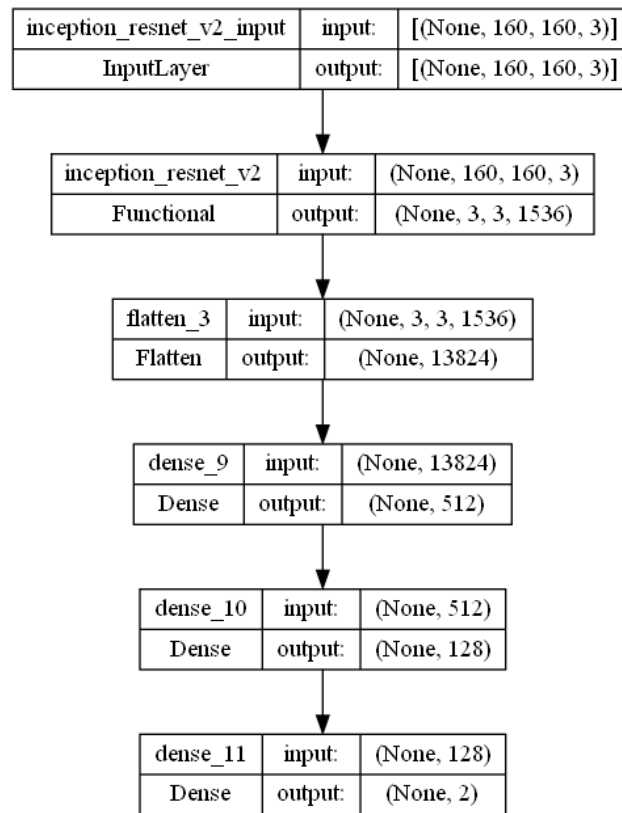 inception_resnet_v2_input input: [(None, 160, 160, 3)]
InputLayer output: [(None, 160, 160, 3)]
inception_resnet_v2 input: (None, 160, 160, 3)
Functional output: (None, 3, 3, 1536)
flatten_3 input: (None, 3, 3, 1536)
Flatten output: (None, 13824)
dense_9 input: (None, 13824)
Dense output: (None, 512)
dense_10 input: (None, 512)
Dense output: (None, 128)
dense_11 input: (None, 128)
Dense output: (None, 2)